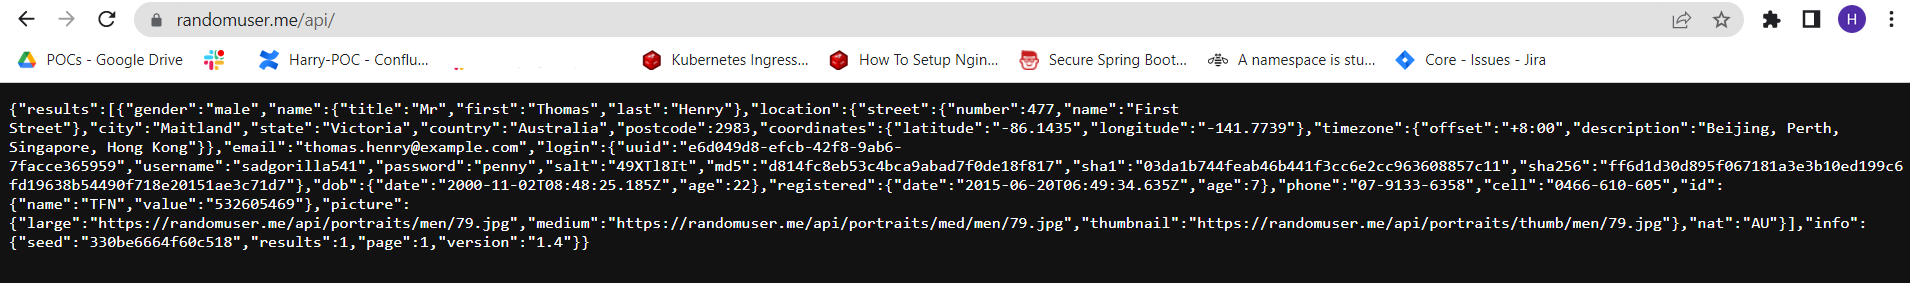 randomuser.me/api/
H
POCs - Google Drive Harry-POC - Conflu... Kubernetes Ingress... How To Setup Ngin... Secure Spring Boot... A namespace is stu... Core - Issues - Jira
{"results":[{"gender":"male","name":{"title":"Mr","first":"Thomas","last":"Henry"},"location":{"street":{"number":477,"name":"First
Street"},"city":"Maitland","state":"Victoria","country":"Australia","postcode":2983,"coordinates":{"latitude":"-86.1435","longitude":"-141.7739"},"timezone":{"offset":"+8:00","description":"Beijing, Perth,
Singapore, Hong Kong"}},"email":"thomas.henry@example.com","login":{"uuid":"e6d049d8-efcb-42f8-9ab6-
7facce365959","username":"sadgorilla541","password":"penny","salt":"49XTl8It","md5":"d814fc8eb53c4bca9abad7f0de18f817","sha1":"03da1b744feab46b441f3cc6e2cc963608857c11","sha256":"ff6d1d30d895f067181a3e3b10ed199c6
fd19638b54490f718e20151ae3c71d7"},"dob":{"date":"2000-11-02T08:48:25.185Z","age":22},"registered":{"date":"2015-06-20T06:49:34.635Z","age":7},"phone":"07-9133-6358","cell":"0466-610-605","id":
{"name":"TFN","value":"532605469"},"picture":
{"large":"https://randomuser.me/api/portraits/men/79.jpg","medium":"https://randomuser.me/api/portraits/med/men/79.jpg","thumbnail":"https://randomuser.me/api/portraits/thumb/men/79.jpg"},"nat":"AU"}],"info":
{"seed":"330be6664f60c518","results":1,"page":1,"version":"1.4"}}